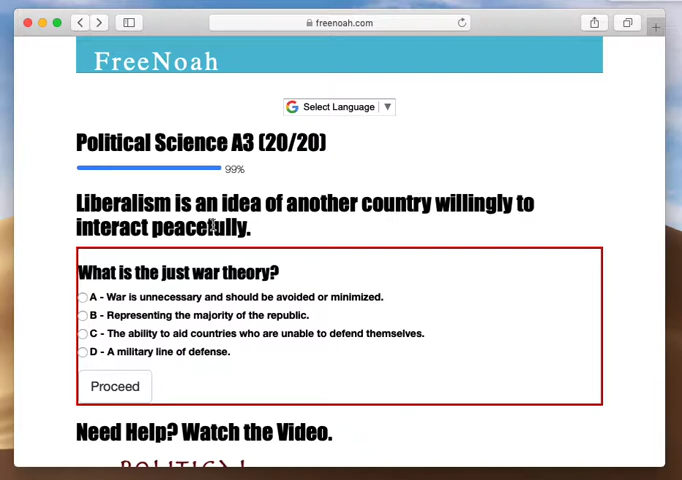 freenoah.com
FreeNoah
Select Language
Political Science A3 (20/20)
99%
Liberalism is an idea of another country willingly to
interact peacefully.
What is the just war theory?
A - War is unnecessary and should be avoided or minimized.
B - Representing the majority of the republic.
C - The ability to aid countries who are unable to defend themselves.
D - A military line of defense.
Proceed
Need Help? Watch the Video.